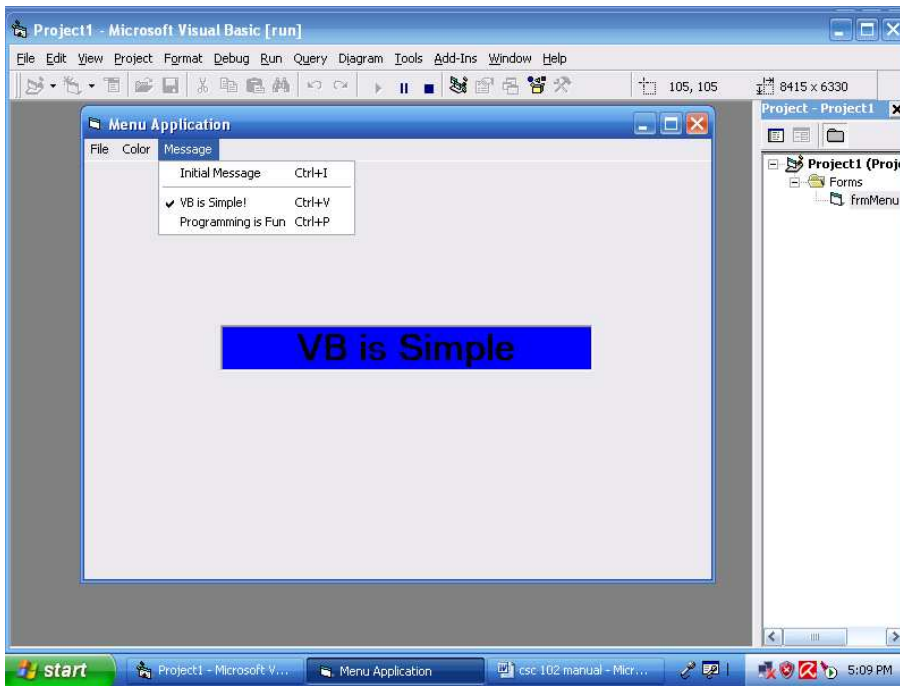 Project1 - Microsoft Visual Basic [run]
File Edit View Project Format Debug Run Query Diagram Tools Add-Ins Window Help
105, 105 8415 x 6330
Project - Project1
Menu Application
File Color Message
Initial Message Ctrl+I
VB is Simple! Ctrl+V
Programming is Fun Ctrl+P
Project1 (Proj
Forms
frmMenu
VB is Simple
start Project1 - Microsoft V... Menu Application csc 102 manual - Micr... 5:09 PM